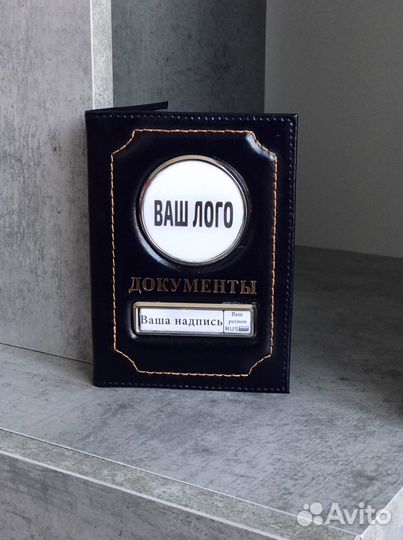 ВАШ ЛОГО
ДОКУМЕНТЫ
Ваша надпись
Ваш
регион
RUS
Avito